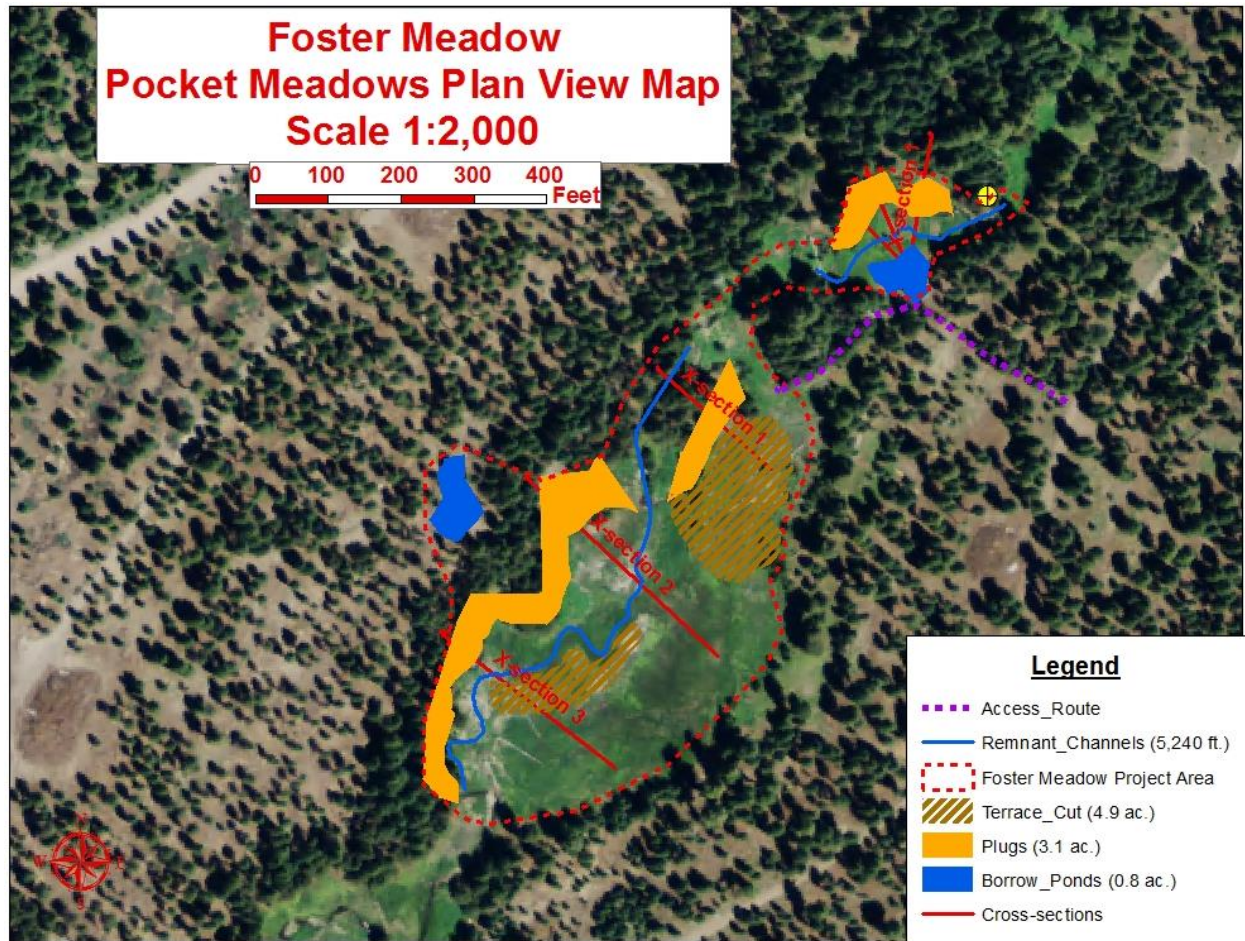 Foster Meadow
Pocket Meadows Plan View Map
Scale 1:2,000
0 100 200 300 400
Feet
X-section 1
X-section 2
X-section 3
Legend
Access_Route
Remnant_Channels (5,240 ft.)
Foster Meadow Project Area
Terrace_Cut (4.9 ac.)
Plugs (3.1 ac.)
Borrow_Ponds (0.8 ac.)
Cross-sections
N
W
E
S